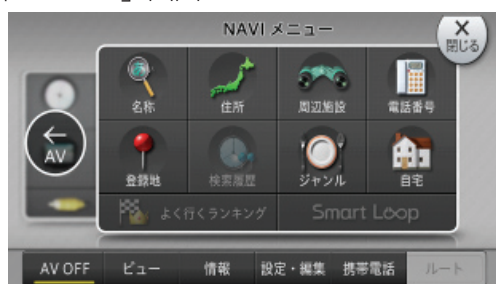 NAVI メニュー
閉じる
名称 住所 周辺施設 電話番号
AV
登録地 検索履歴 ジャンル 自宅
よく行くランキング Smart Loop
AV OFF ビュー 情報 設定・編集 携帯電話 ルート